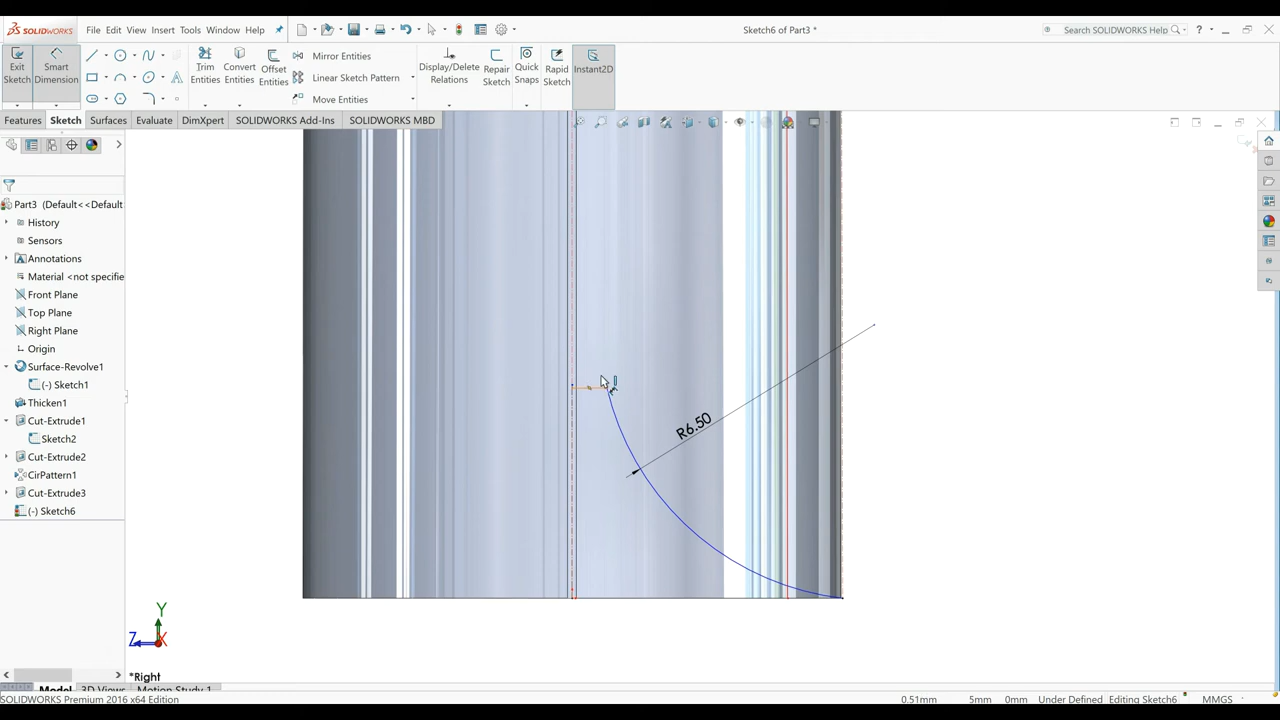 SOLIDWORKS File Edit View Insert Tools Window Help Sketch6 of Part3 * Search SOLIDWORKS Help
Exit Sketch
Smart Dimension
Trim Entities
Convert Entities
Offset Entities
Mirror Entities
Linear Sketch Pattern
Move Entities
Display/Delete Relations
Repair Sketch
Quick Snaps
Rapid Sketch
Instant2D
Features Sketch Surfaces Evaluate DimXpert SOLIDWORKS Add-Ins SOLIDWORKS MBD
Part3 (Default<<Default
History
Sensors
Annotations
Material <not specifie
Front Plane
Top Plane
Right Plane
Origin
Surface-Revolve1
(-) Sketch1
Thicken1
Cut-Extrude1
Sketch2
Cut-Extrude2
CirPattern1
Cut-Extrude3
(-) Sketch6
R6.50
Y
Z
X
*Right
Model 3D Views Motion Study 1
SOLIDWORKS Premium 2016 x64 Edition 0.51mm 5mm 0mm Under Defined Editing Sketch6 MMGS